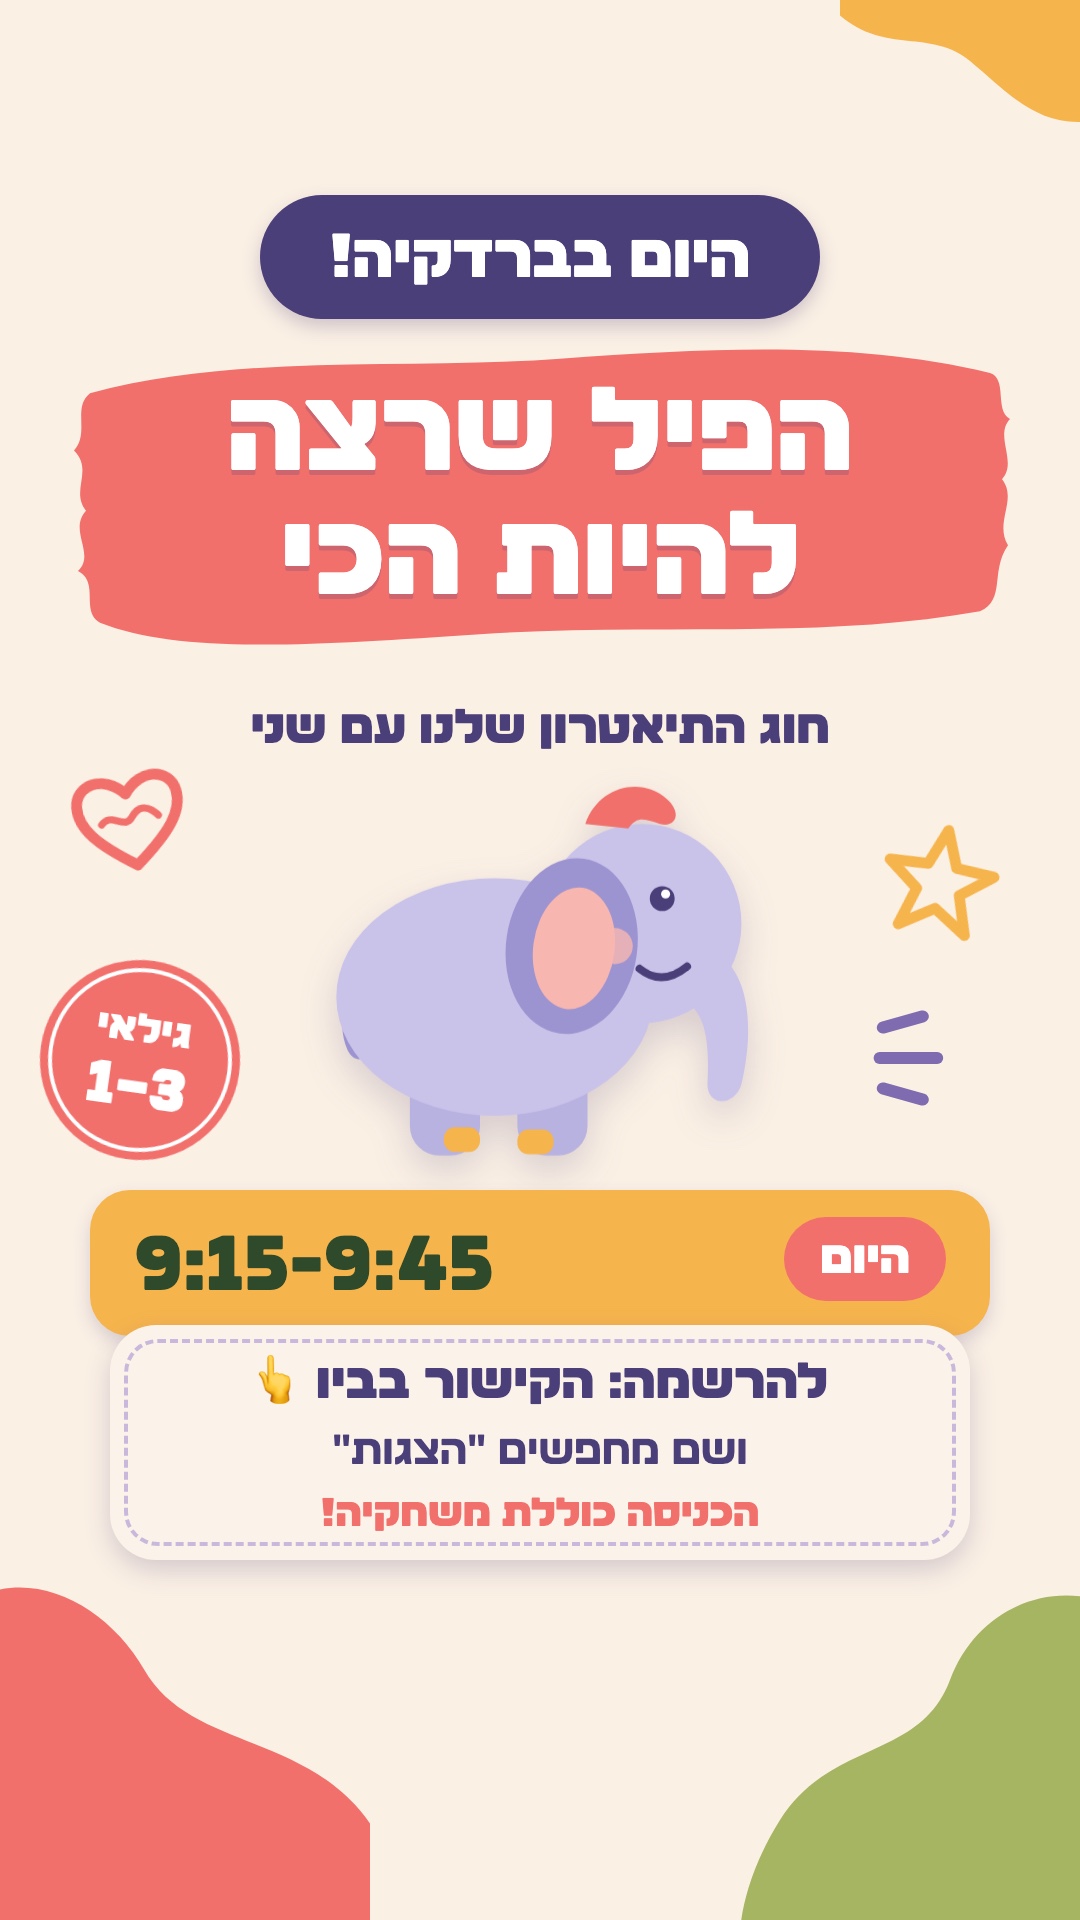 היום בברדקיה!
הפיל שרצה
להיות הכי
חוג התיאטרון שלנו עם שני
גילאי
1-3
היום
9:15-9:45
להרשמה: הקישור בביו 👆
ושם מחפשים "הצגות"
הכניסה כוללת משחקיה!